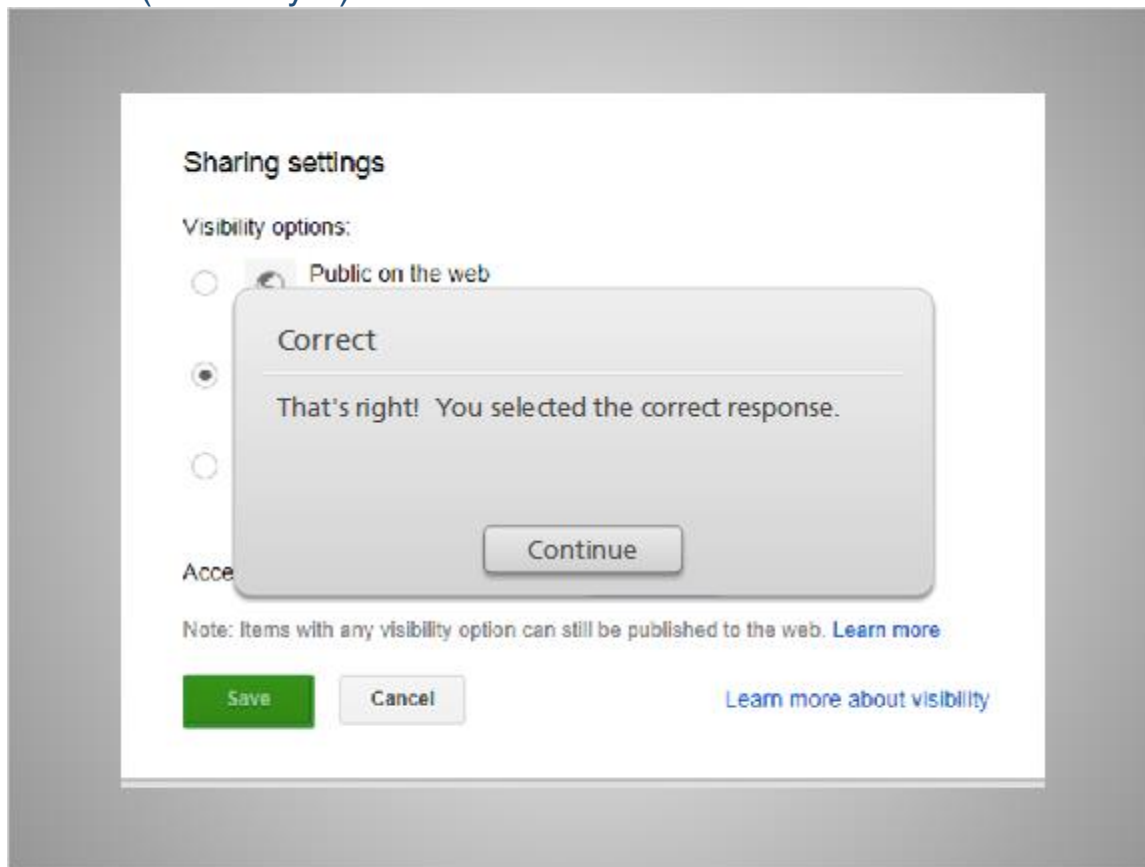 Sharing settings
Visibility options:
Public on the web
Correct
That's right! You selected the correct response.
Continue
Note: Items with any visibility option can still be published to the web. Learn more
Save Cancel Learn more about visibility